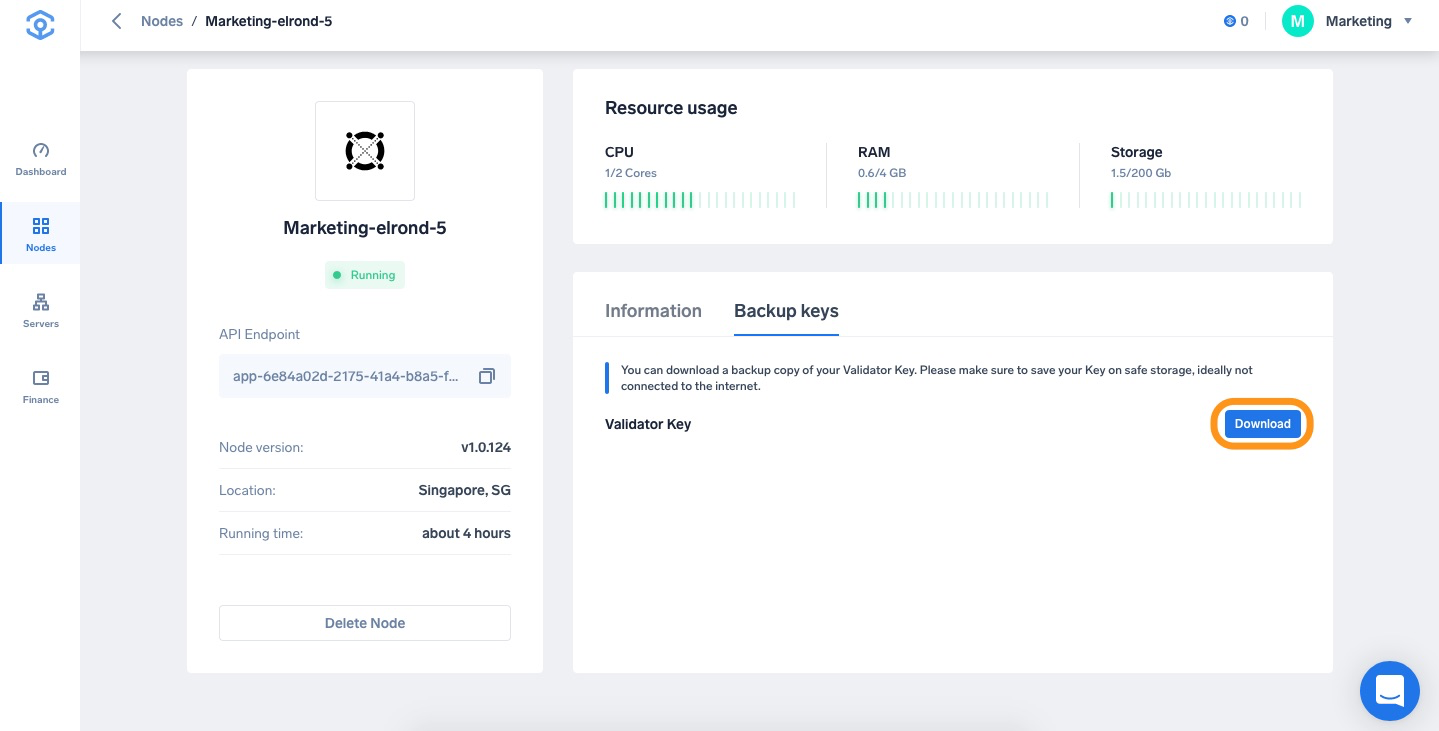 Nodes / Marketing-elrond-5
0
M Marketing
Dashboard
Nodes
Servers
Finance
Marketing-elrond-5
Running
API Endpoint
app-6e84a02d-2175-41a4-b8a5-f...
Node version: v1.0.124
Location: Singapore, SG
Running time: about 4 hours
Delete Node
Resource usage
CPU
1/2 Cores
RAM
0.6/4 GB
Storage
1.5/200 Gb
Information Backup keys
You can download a backup copy of your Validator Key. Please make sure to save your Key on safe storage, ideally not
connected to the internet.
Validator Key Download